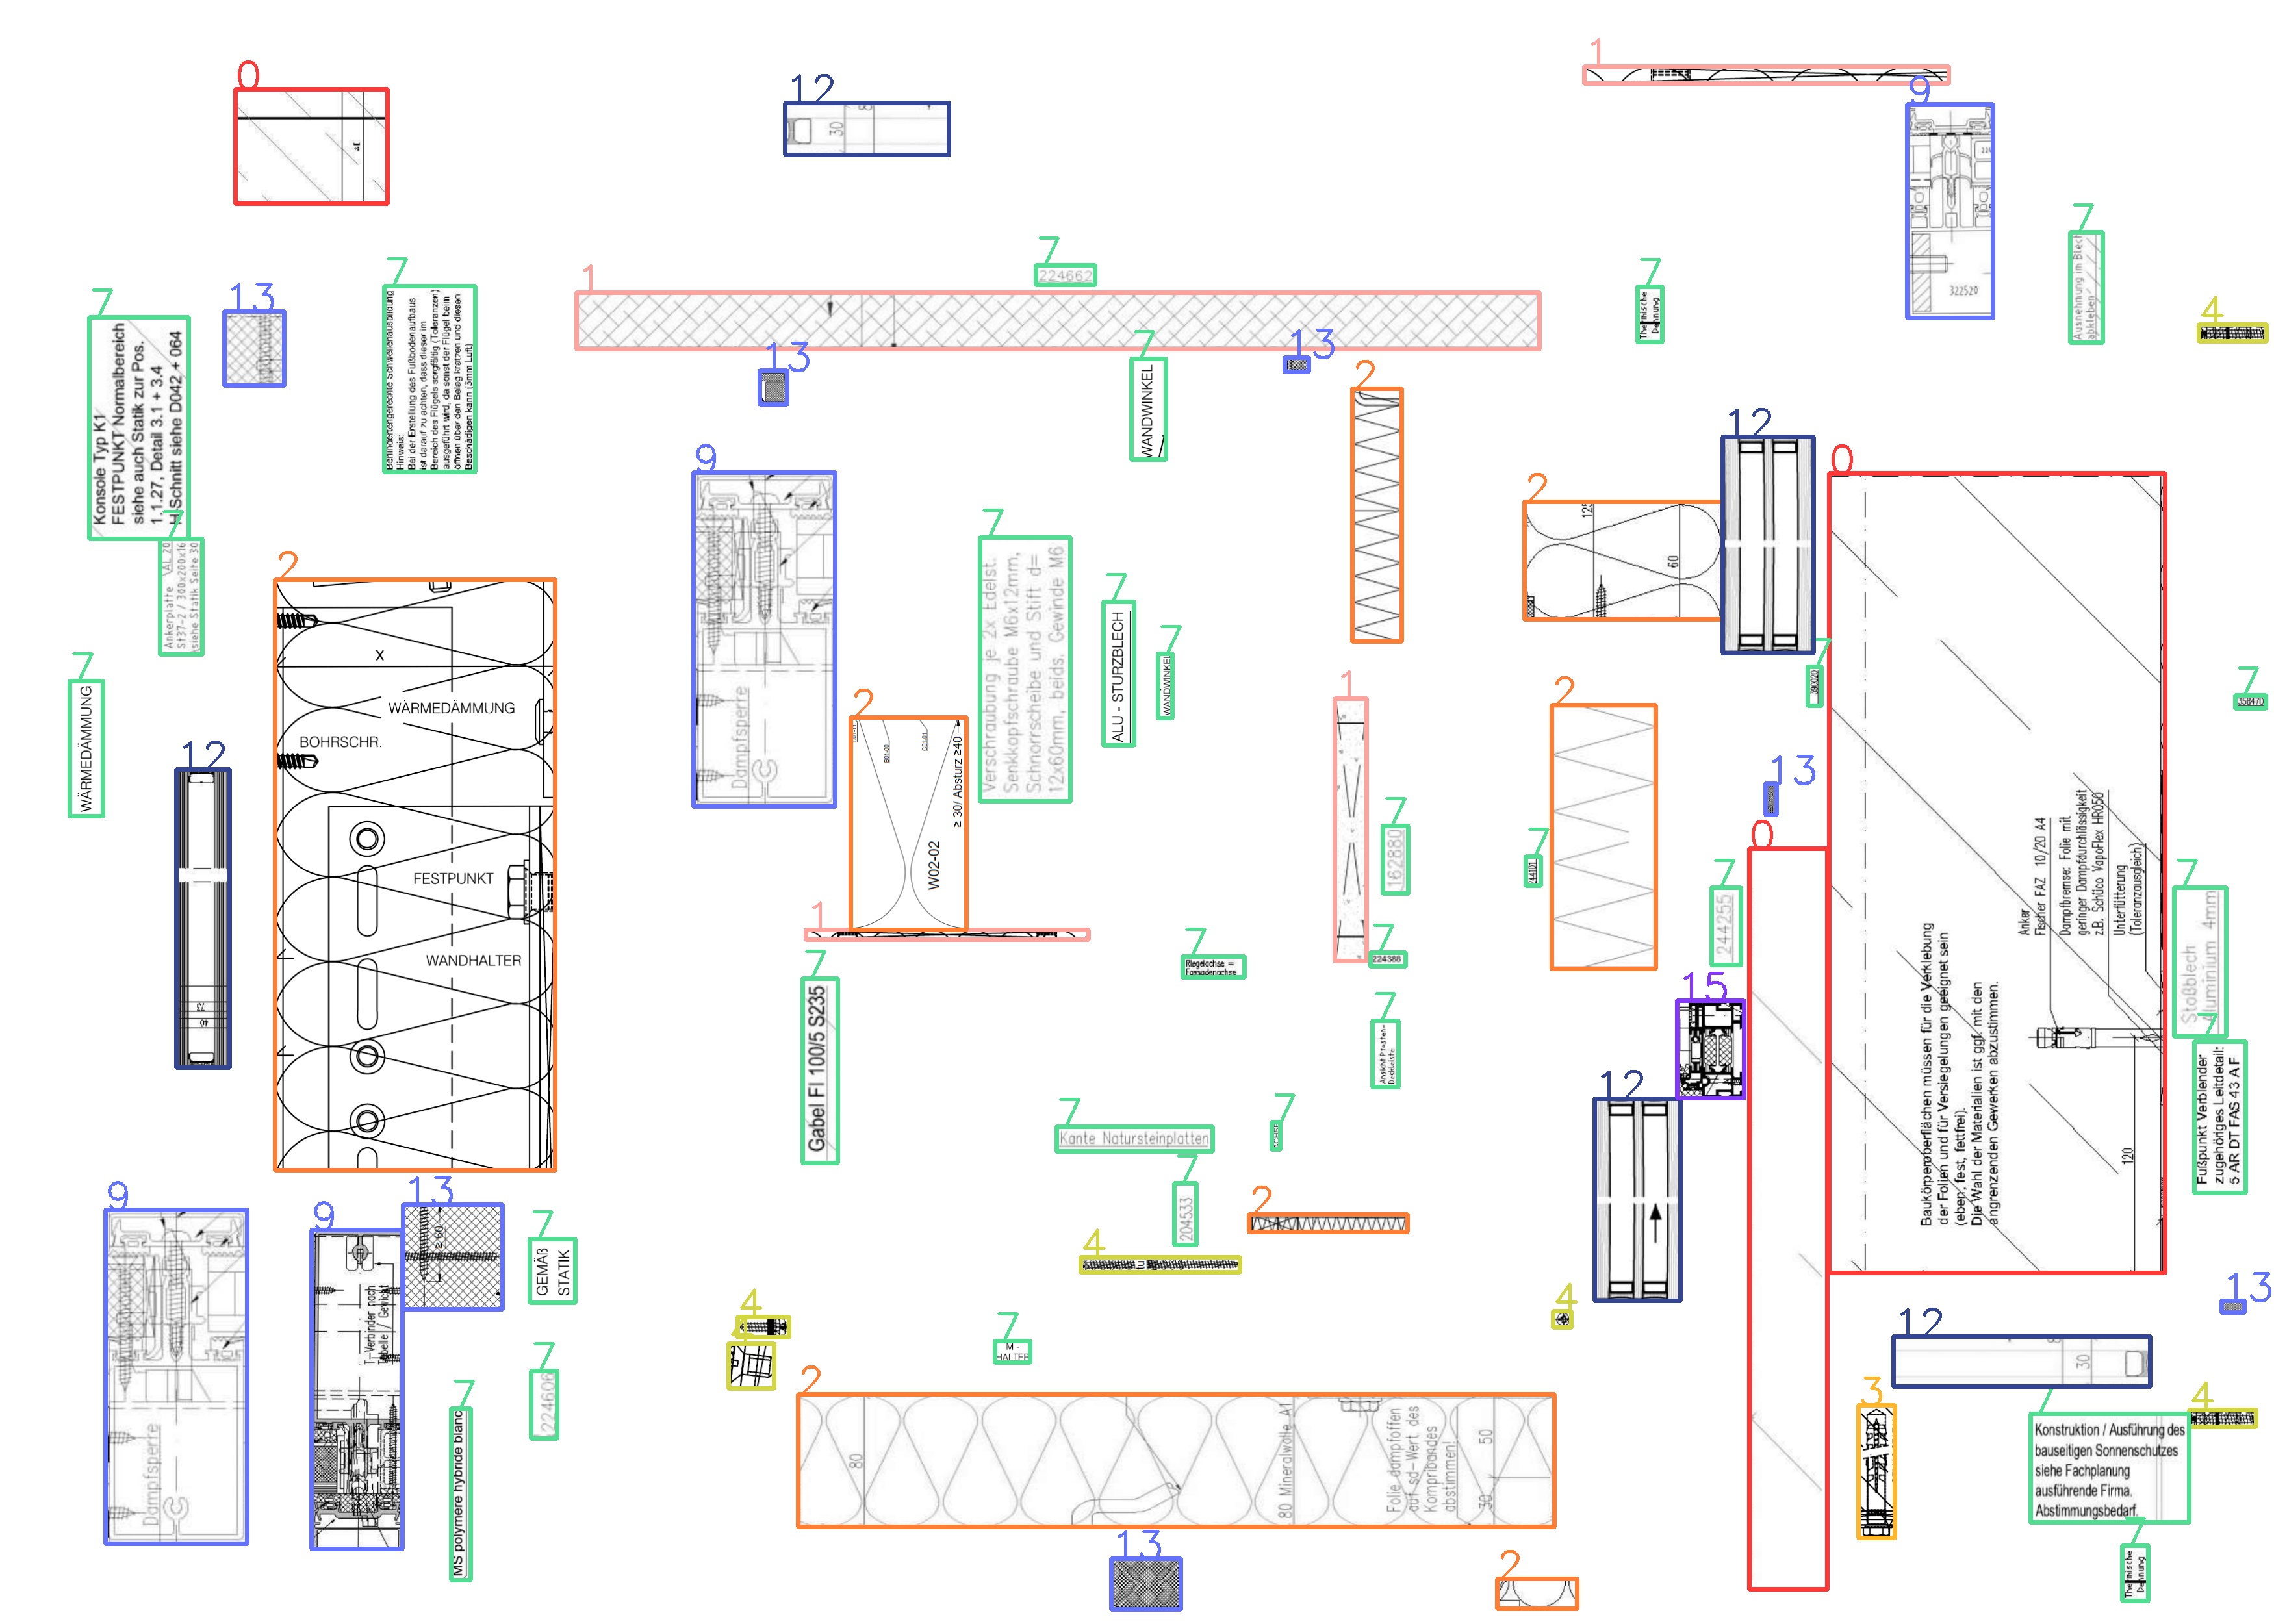 0
12
30
1
9
322520
7
Ausnehmung im Blech
abkleben
4
7
224662
1
7
Thermische
Dehnung
13
7
Behindertengerechte Schwellenausbildung
Hinweis:
Bei der Erstellung des Fußbodenaufbaus
ist derauf zu achten, dass dieser im
Bereich des Flügels sorgfältig (Toleranzen)
ausgeführt wird, da sonst der Flügel beim
öffnen über den Belag kratzen und diesen
Beschädigen kann (3mm Luft)
7
Konsole Typ K1
FESTPUNKT Normalbereich
siehe auch Statik zur Pos.
1.1.27, Detail 3.1 + 3.4
H-Schnitt siehe D042 + 064
13
13
7
WANDWINKEL
2
12
2
125
60
0
9
Dampfsperre
7
Verschraubung je 2x Edelst.
Senkkopfschraube M6x12mm,
Schnorrscheibe und Stift d=
12x60mm, beids. Gewinde M6
7
ALU - STURZBLECH
7
WANDWINKEL
7
Ankerplatte
St37-2 / 300x200x16
siehe Statik Seite 30
7
WÄRMEDÄMMUNG
12
73
40
2
X
WÄRMEDÄMMUNG
BOHRSCHR.
FESTPUNKT
WANDHALTER
2
≥ 30/ Absturz ≥40
W02-02
1
1
7
162880
7
224388
2
7
244101
7
390020
7
358470
13
0
7
244255
15
Anker
Fischer FAZ 10/20 A4
Dampfbremse: Folie mit
geringer Dampfdurchlässigkeit
z.B. Schüco VapoFlex HR050
Unterfütterung
(Toleranzausgleich)
Baukörperoberflächen müssen für die Verklebung
der Folien und für Versiegelungen geeignet sein
(eben, fest, fettfrei).
Die Wahl der Materialien ist ggf. mit den
angrenzenden Gewerken abzustimmen.
120
7
Stoßblech
Aluminium 4mm
7
Fußpunkt Verblender
zugehöriges Leitdetail:
5 AR DT FAS 43 A F
7
Gabel Fl 100/5 S235
7
Riegelachse =
Fassadenachse
7
Ansicht Pfosten-
Deckleiste
7
Kante Natursteinplatten
7
7
204533
2
4
12
9
Dampfsperre
9
T-Verbinder nach
Tabelle / Gewicht
13
≥ 60
7
GEMÄß
STATIK
7
224606
7
MS polymère hybride blanc
4
4
7
M -
HALTER
4
2
80
80 Mineralwolle A1
Folie dampfoffen
auf sd-Wert des
Kompribandes
abstimmen!
30
50
13
2
13
12
30
3
4
7
Konstruktion / Ausführung des
bauseitigen Sonnenschutzes
siehe Fachplanung
ausführende Firma.
Abstimmungsbedarf.
7
Thermische
Dehnung